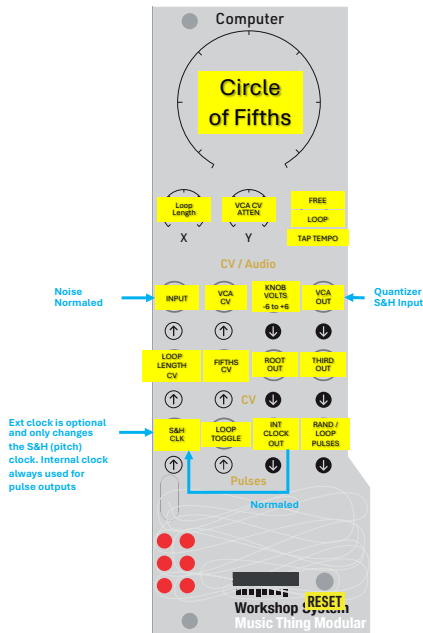 Computer
Circle
of Fifths
Loop
Length
VCA CV
ATTEN
FREE
LOOP
TAP TEMPO
X
Y
CV / Audio
Noise
Normaled
INPUT
VCA
CV
KNOB
VOLTS
-6 to +6
VCA
OUT
Quantizer
S&H Input
LOOP
LENGTH
CV
FIFTHS
CV
ROOT
OUT
THIRD
OUT
CV
Ext clock is optional
and only changes
the S&H (pitch)
clock. Internal clock
always used for
pulse outputs
S&H
CLK
LOOP
TOGGLE
INT
CLOCK
OUT
RAND /
LOOP
PULSES
Pulses
Normaled
RESET
Workshop System
Music Thing Modular